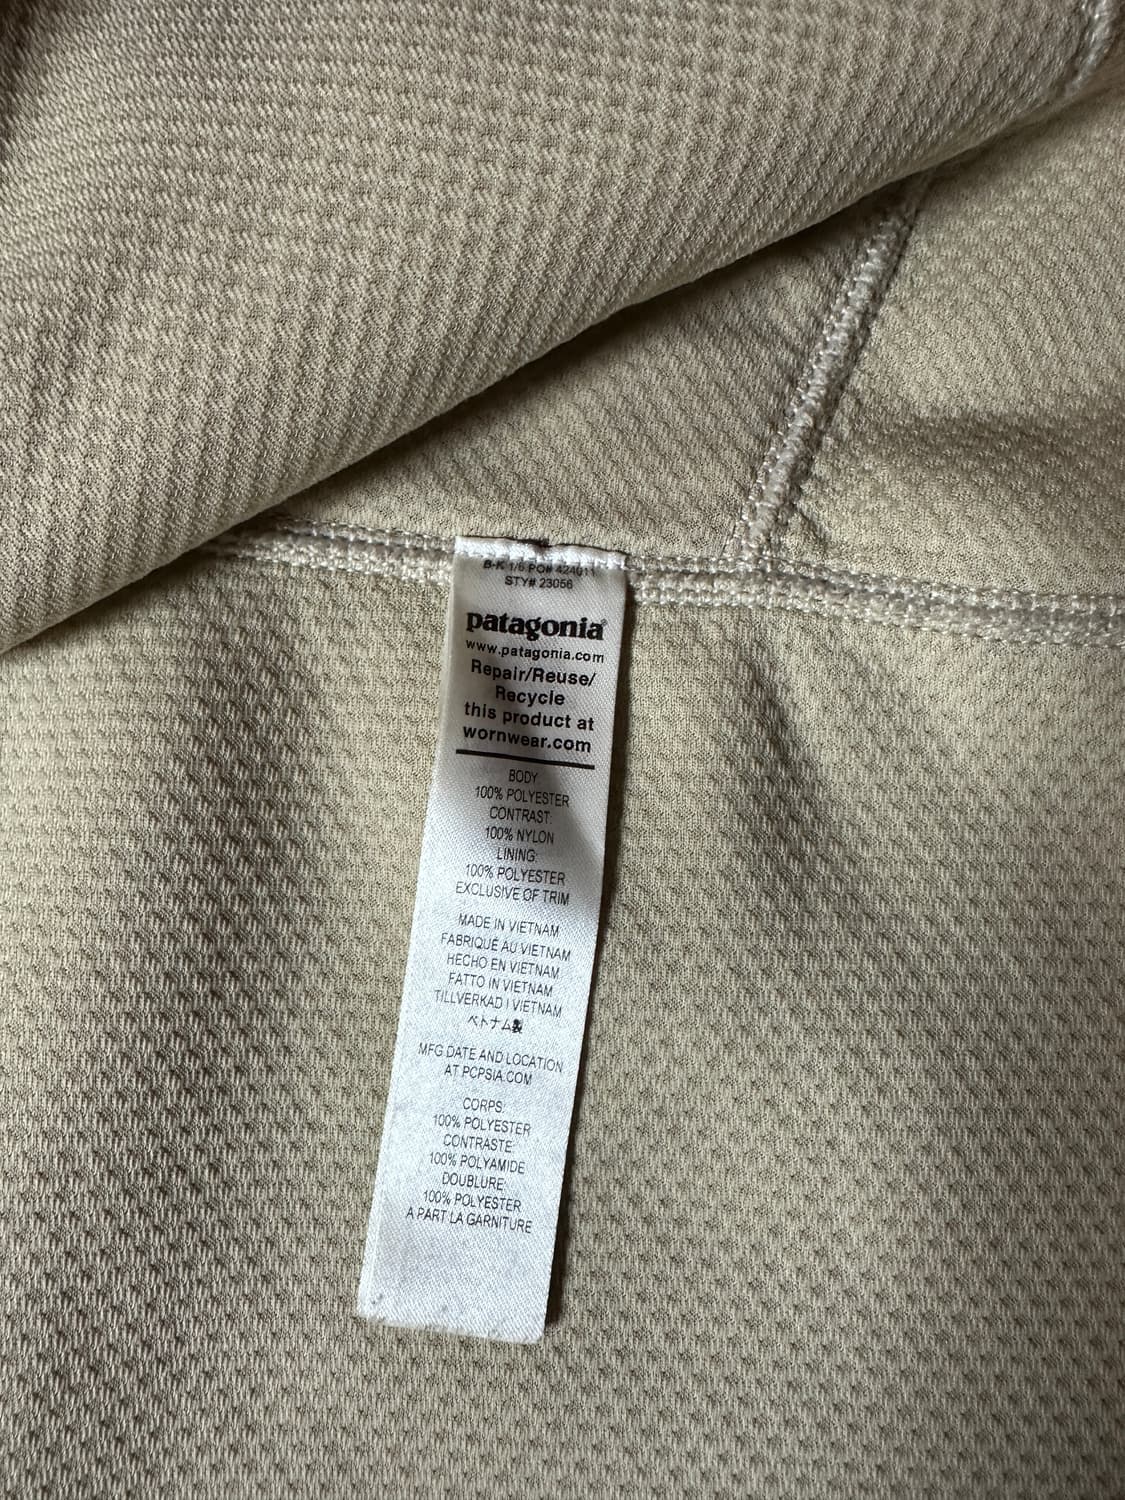 B-K 1/6 PO# 424011
STY# 23056
patagonia®
www.patagonia.com
Repair/Reuse/
Recycle
this product at
wornwear.com
BODY
100% POLYESTER
CONTRAST:
100% NYLON
LINING:
100% POLYESTER
EXCLUSIVE OF TRIM
MADE IN VIETNAM
FABRIQUÉ AU VIETNAM
HECHO EN VIETNAM
FATTO IN VIETNAM
TILLVERKAD I VIETNAM
ベトナム製
MFG DATE AND LOCATION
AT PCPSIA.COM
CORPS:
100% POLYESTER
CONTRASTE:
100% POLYAMIDE
DOUBLURE:
100% POLYESTER
A PART LA GARNITURE